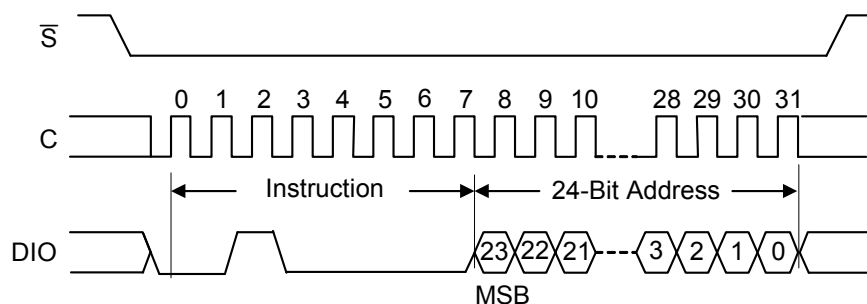 S
0 1 2 3 4 5 6 7 8 9 10 28 29 30 31
C
Instruction 24-Bit Address
DIO 23 22 21 3 2 1 0
MSB